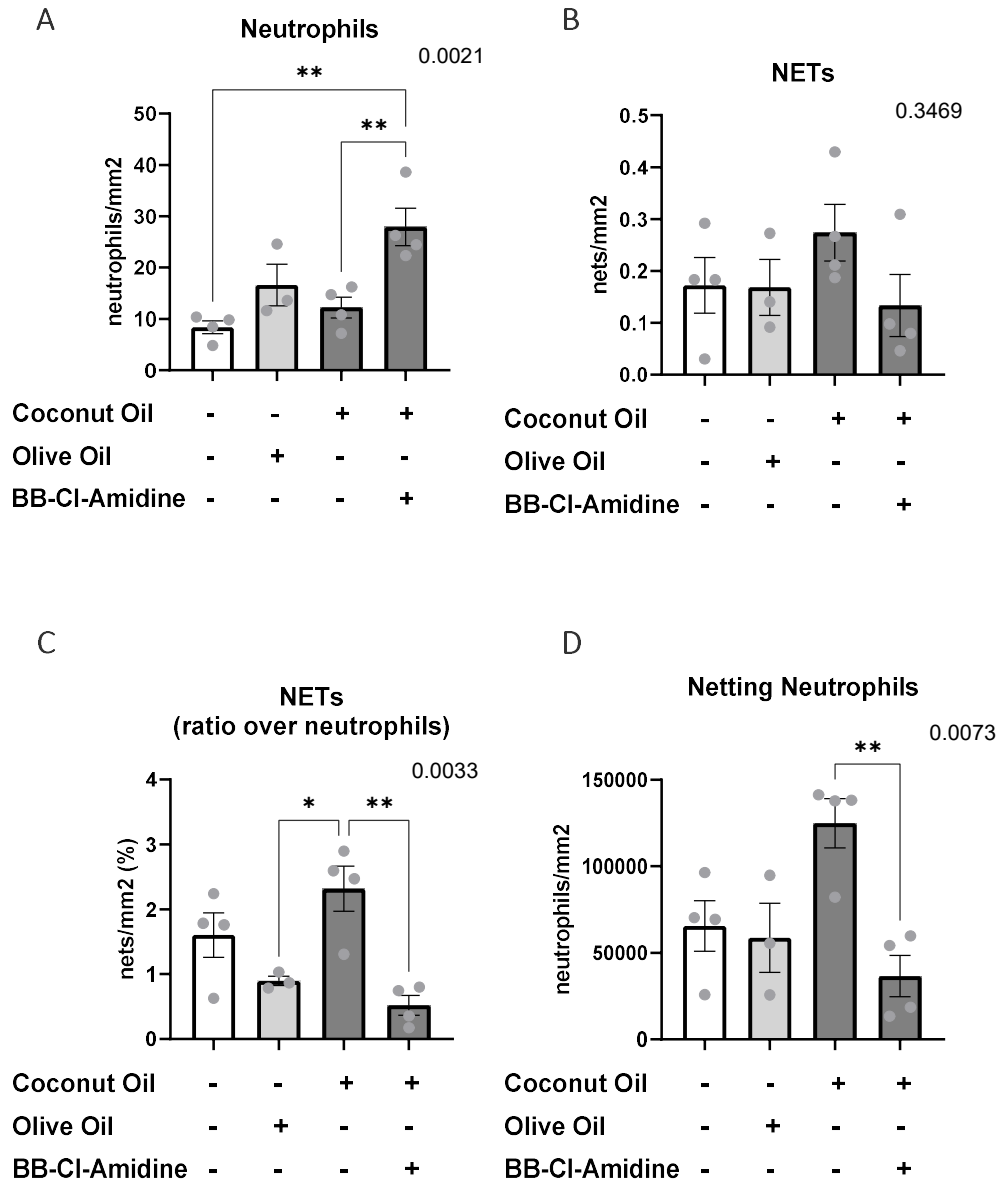 A
Neutrophils
0.0021
**
**
neutrophils/mm2
50
40
30
20
10
0
Coconut Oil - - + +
Olive Oil - + - -
BB-Cl-Amidine - - - +
B
NETs
0.3469
nets/mm2
0.5
0.4
0.3
0.2
0.1
0.0
Coconut Oil - - + +
Olive Oil - + - -
BB-Cl-Amidine - - - +
C
NETs
(ratio over neutrophils)
0.0033
* **
nets/mm2 (%)
4
3
2
1
0
Coconut Oil - - + +
Olive Oil - + - -
BB-Cl-Amidine - - - +
D
Netting Neutrophils
0.0073
**
neutrophils/mm2
150000
100000
50000
0
Coconut Oil - - + +
Olive Oil - + - -
BB-Cl-Amidine - - - +